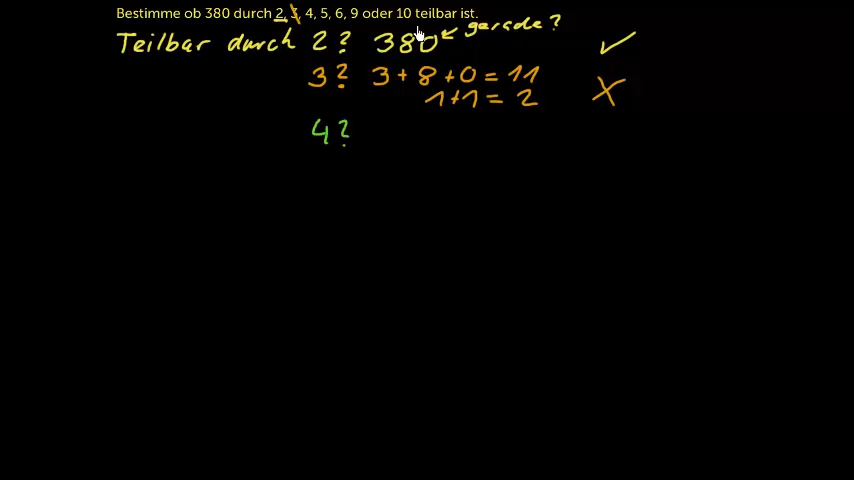 Bestimme ob 380 durch 2, 3, 4, 5, 6, 9 oder 10 teilbar ist.
Teilbar durch 2? 380 gerade? ✓
3? 3 + 8 + 0 = 11
1 + 1 = 2 X
4?